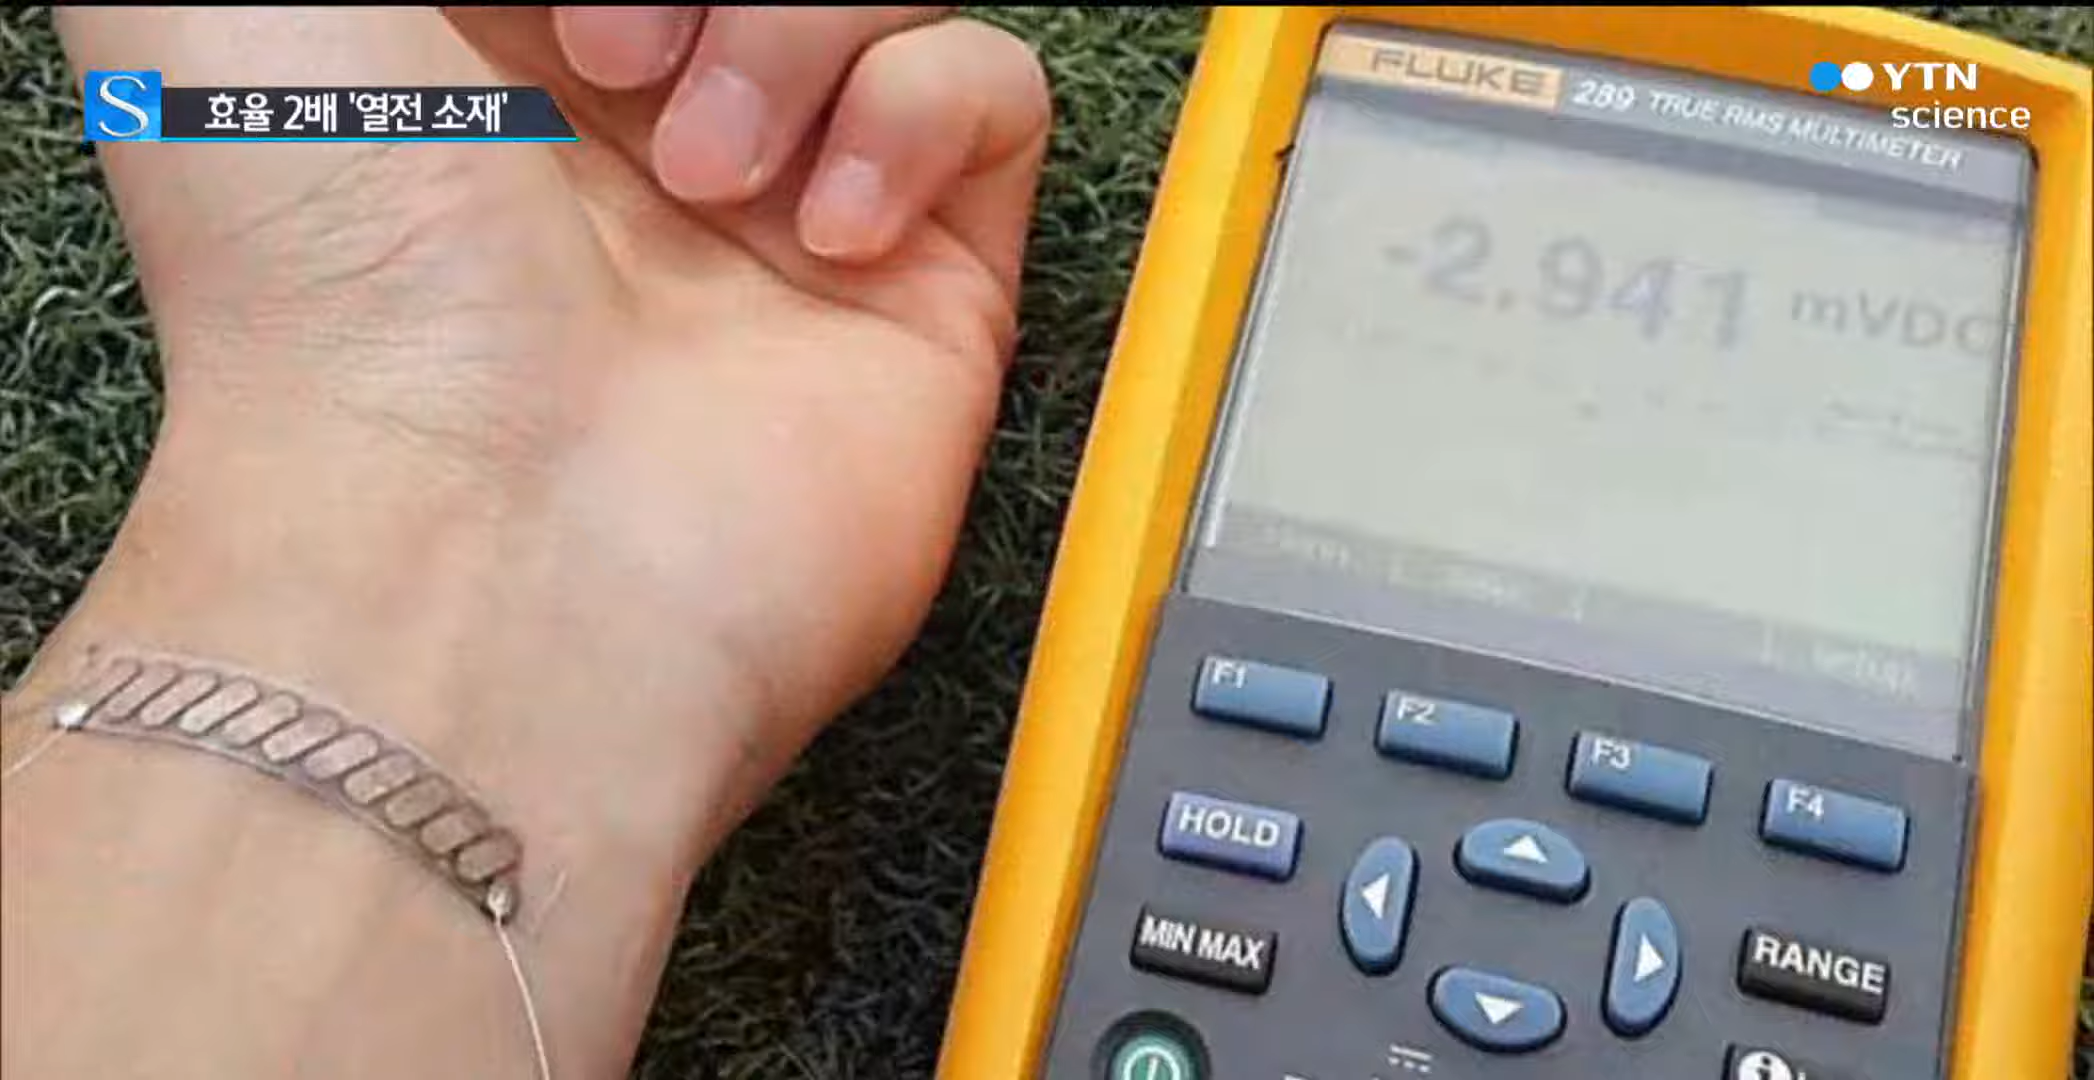 S
효율 2배 '열전 소재'
YTN
science
FLUKE 289 TRUE RMS MULTIMETER
-2.941 mVDC
F1
F2
F3
F4
HOLD
MIN MAX
RANGE
i